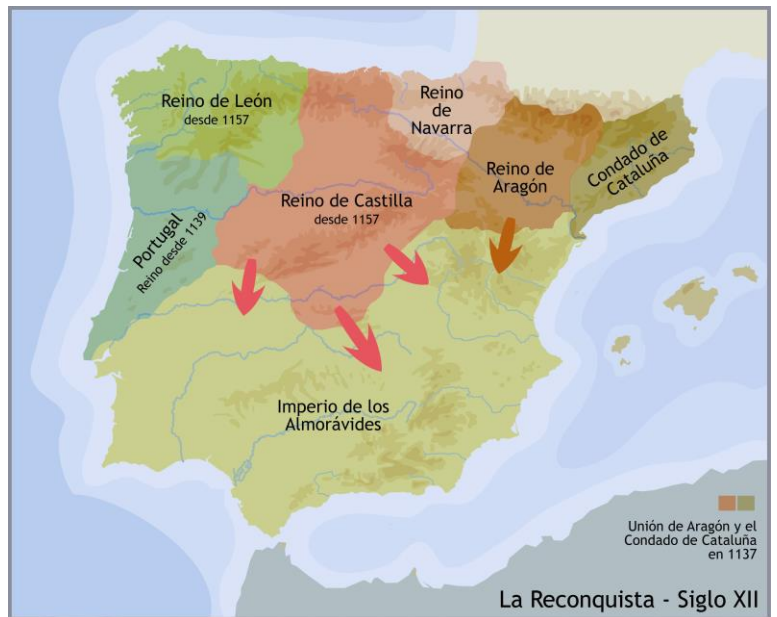 Reino de León
desde 1157
Reino
de
Navarra
Reino de
Aragón
Condado de
Cataluña
Reino de Castilla
desde 1157
Portugal
Reino desde 1139
Imperio de los
Almorávides
Unión de Aragón y el
Condado de Cataluña
en 1137
La Reconquista - Siglo XII